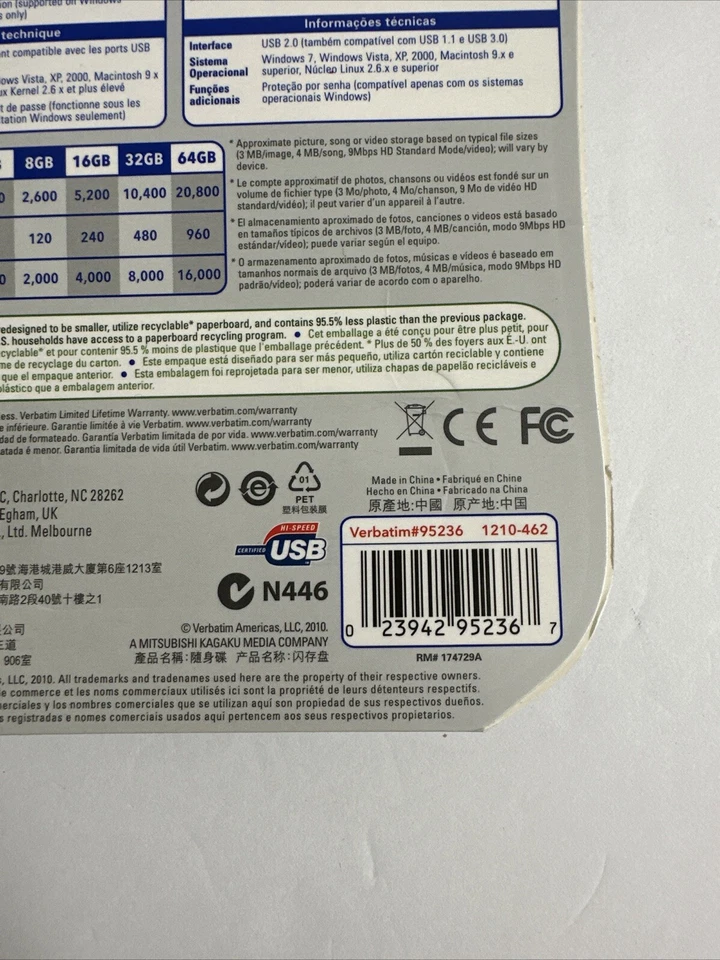 ion (supported on Windows
s only)
technique
nt compatible avec les ports USB
ows Vista, XP, 2000, Macintosh 9 x
ux Kernel 2.6 x et plus élevé
t de passe (fonctionne sous les
tation Windows seulement)
Informações técnicas
Interface USB 2.0 (também compatível com USB 1.1 e USB 3.0)
Sistema Operacional Windows 7, Windows Vista, XP, 2000, Macintosh 9.x e
superior, Núcleo Linux 2.6.x e superior
Funções adicionais Proteção por senha (compatível apenas com os sistemas
operacionais Windows)
8GB 16GB 32GB 64GB
0 2,600 5,200 10,400 20,800
120 240 480 960
0 2,000 4,000 8,000 16,000
* Approximate picture, song or video storage based on typical file sizes
(3 MB/image, 4 MB/song, 9Mbps HD Standard Mode/video); will vary by
device.
* Le compte approximatif de photos, chansons ou vidéos est fondé sur un
volume de fichier type (3 Mo/photo, 4 Mo/chanson, 9 Mo de vidéo HD
standard/vidéo); il peut varier d'un appareil à l'autre.
* El almacenamiento aproximado de fotos, canciones o videos está basado
en tamaños típicos de archivos (3 MB/foto, 4 MB/canción, modo 9Mbps HD
estándar/vídeo); puede variar según el equipo.
* O armazenamento aproximado de fotos, músicas e vídeos é baseado em
tamanhos normais de arquivo (3 MB/fotos, 4 MB/música, modo 9Mbps HD
padrão/vídeo); poderá variar de acordo com o aparelho.
redesigned to be smaller, utilize recyclable* paperboard, and contains 95.5% less plastic than the previous package.
.S. households have access to a paperboard recycling program. • Cet emballage a été conçu pour être plus petit, pour
cyclable* et pour contenir 95.5 % moins de plastique que l'emballage précédent. * Plus de 50 % des foyers aux É.-U. ont
me de recyclage du carton. • Este empaque está diseñado para ser más pequeño, utiliza cartón reciclable y contiene
que el empaque anterior. • Esta embalagem foi reprojetada para ser menor, utiliza chapas de papelão recicláveis e
plástico que a embalagem anterior.
ess. Verbatim Limited Lifetime Warranty. www.verbatim.com/warranty
e inférieure. Garantie limitée à vie Verbatim. www.verbatim.com/warranty
dad de formateado. Garantía Verbatim limitada de por vida. www.verbatim.com/warranty
atada é menor. Garantia limitada de vida útil Verbatim. www.verbatim.com/warranty
CE FC
C, Charlotte, NC 28262
Egham, UK
, Ltd. Melbourne
01
PET
塑料包装膜
Made in China • Fabriqué en Chine
Hecho en China • Fabricado na China
原產地:中國 原产地:中国
HI-SPEED
CERTIFIED USB
9號海港城港威大廈第6座1213室
有限公司
南路2段40號十樓之1
N446
Verbatim#95236 1210-462
0 23942 95236 7
公司
三道
906室
© Verbatim Americas, LLC, 2010.
A MITSUBISHI KAGAKU MEDIA COMPANY
產品名稱:隨身碟 产品名称:闪存盘
RM# 174729A
s, LLC, 2010. All trademarks and tradenames used here are the property of their respective owners.
e commerce et les noms commerciaux utilisés ici sont la propriété de leurs détenteurs respectifs.
erciales y los nombres comerciales que se utilizan aquí son propiedad de sus respectivos dueños.
s registradas e nomes comerciais usados aqui pertencem aos seus respectivos proprietarios.